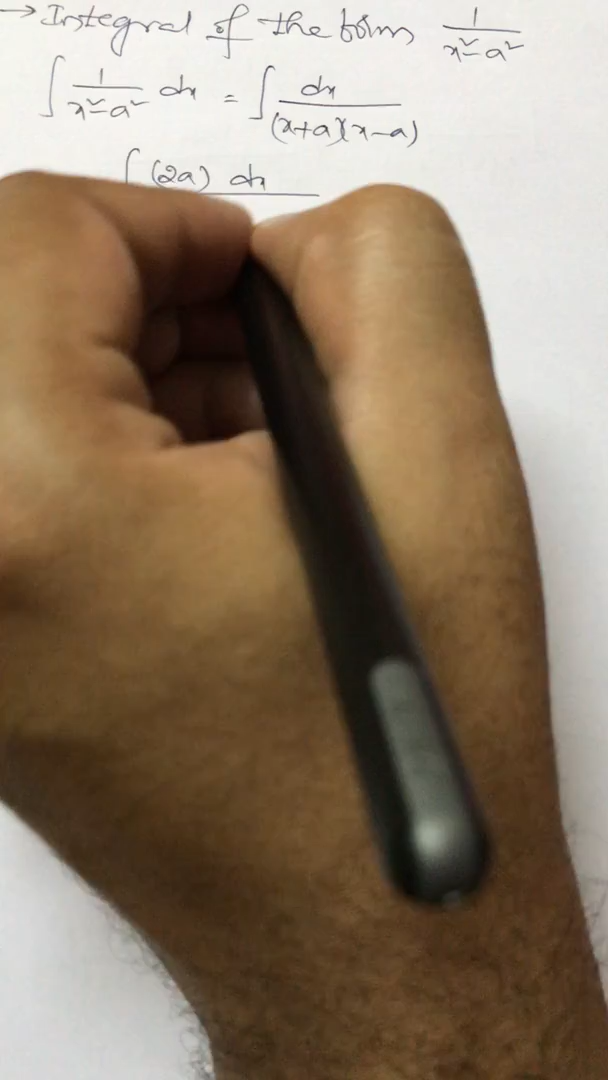 → Integral of the form 1/(x²-a²)
∫ 1/(x²-a²) dx = ∫ dx/((x+a)(x-a))
∫ (2a) dx